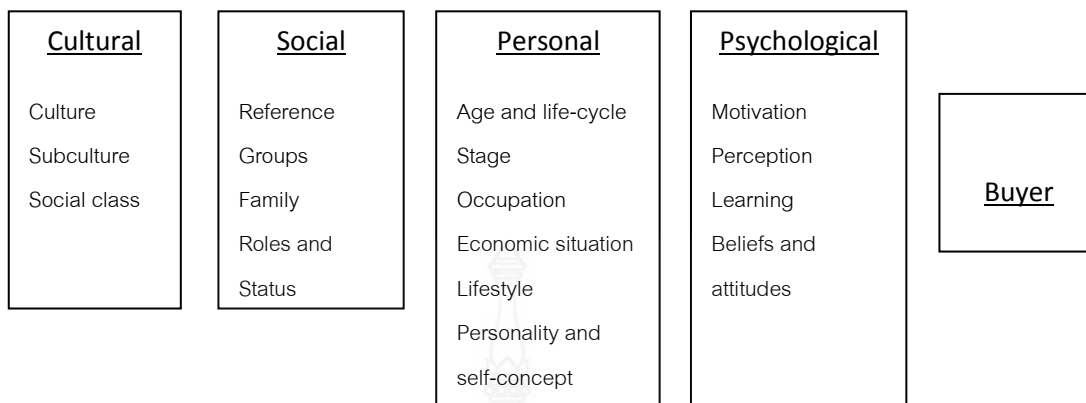 Cultural
Culture
Subculture
Social class
Social
Reference
Groups
Family
Roles and
Status
Personal
Age and life-cycle
Stage
Occupation
Economic situation
Lifestyle
Personality and
self-concept
Psychological
Motivation
Perception
Learning
Beliefs and
attitudes
Buyer